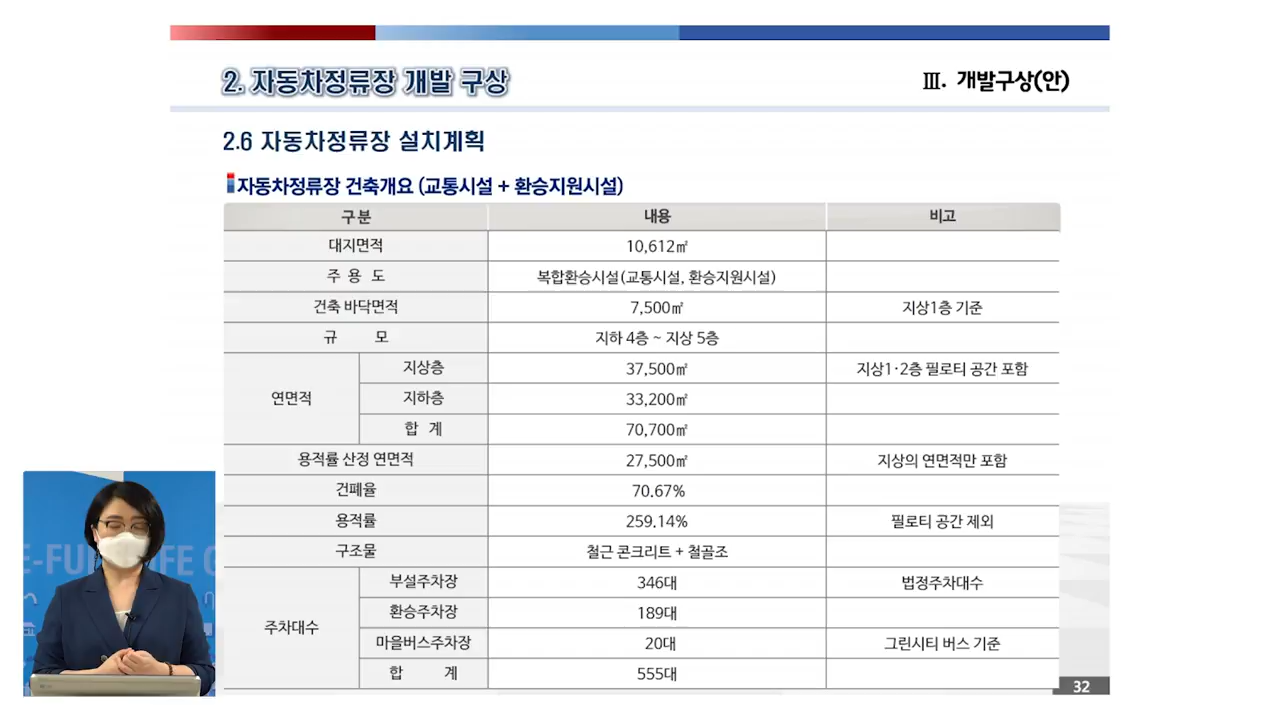 2. 자동차정류장 개발 구상
Ⅲ. 개발구상(안)
2.6 자동차정류장 설치계획
자동차정류장 건축개요 (교통시설 + 환승지원시설)
구분 내용 비고
대지면적 10,612㎡
주 용 도 복합환승시설(교통시설, 환승지원시설)
건축 바닥면적 7,500㎡ 지상1층 기준
규 모 지하 4층 ~ 지상 5층
연면적 지상층 37,500㎡ 지상1·2층 필로티 공간 포함
지하층 33,200㎡
합 계 70,700㎡
용적률 산정 연면적 27,500㎡ 지상의 연면적만 포함
건폐율 70.67%
용적률 259.14% 필로티 공간 제외
구조물 철근 콘크리트 + 철골조
주차대수 부설주차장 346대 법정주차대수
환승주차장 189대
마을버스주차장 20대 그린시티 버스 기준
합 계 555대
32